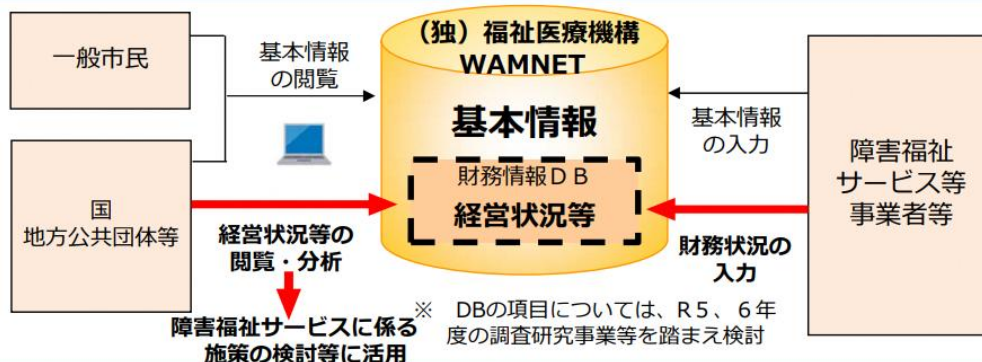 一般市民
国
地方公共団体等
基本情報
の閲覧
経営状況等の
閲覧・分析
障害福祉サービスに係る
施策の検討等に活用
（独）福祉医療機構
WAMNET
基本情報
財務情報ＤＢ
経営状況等
基本情報
の入力
財務状況の
入力
障害福祉
サービス等
事業者等
※　DBの項目については、Ｒ５、６年
度の調査研究事業等を踏まえ検討